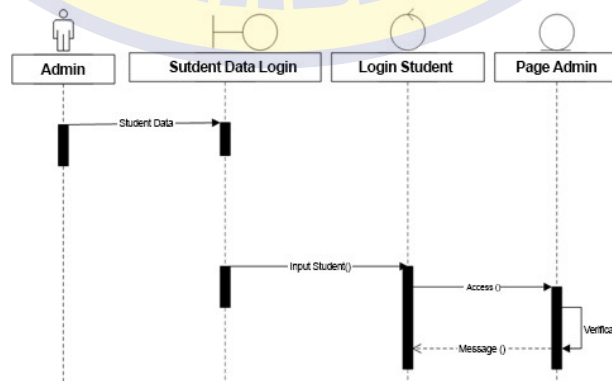 Admin
Sutdent Data Login
Login Student
Page Admin
Student Data
Input Student()
Access ()
Message ()